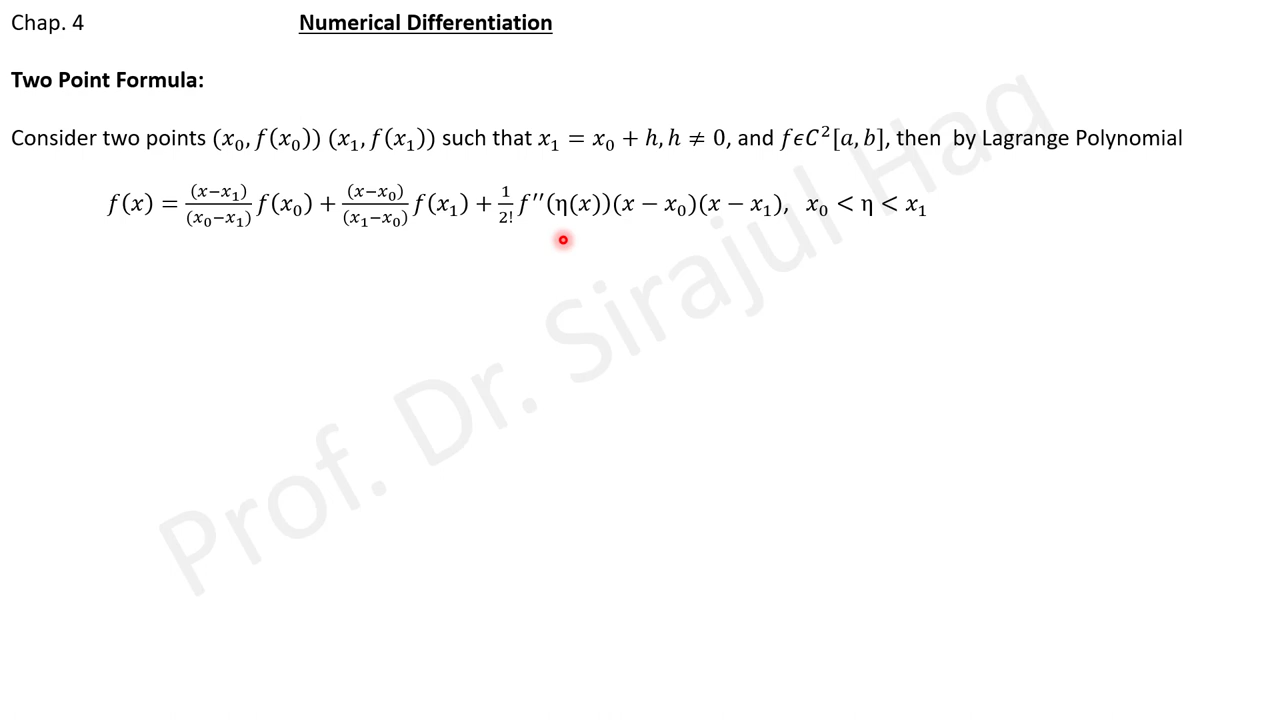 Chap. 4 Numerical Differentiation
Two Point Formula:
Consider two points (x₀, f(x₀)) (x₁, f(x₁)) such that x₁ = x₀ + h, h ≠ 0, and fϵC²[a, b], then by Lagrange Polynomial
f(x) = (x−x₁)/(x₀−x₁) f(x₀) + (x−x₀)/(x₁−x₀) f(x₁) + 1/2! f′′(η(x))(x − x₀)(x − x₁), x₀ < η < x₁
Prof. Dr. Sirajul Haq